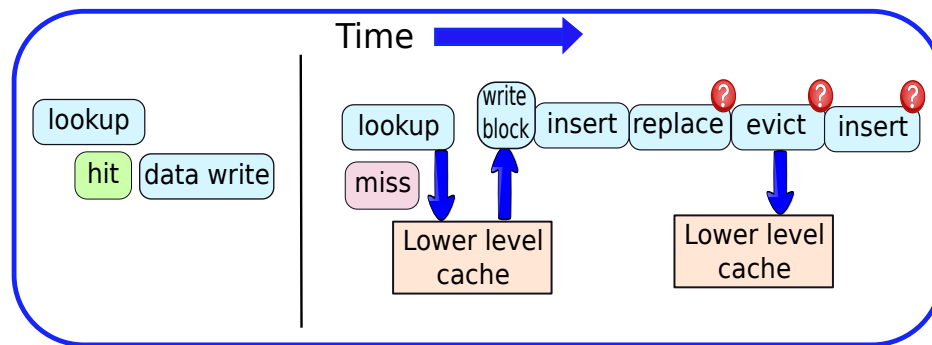 Time
lookup
hit
data write
lookup
miss
write
block
insert
replace
?
evict
?
insert
?
Lower level
cache
Lower level
cache